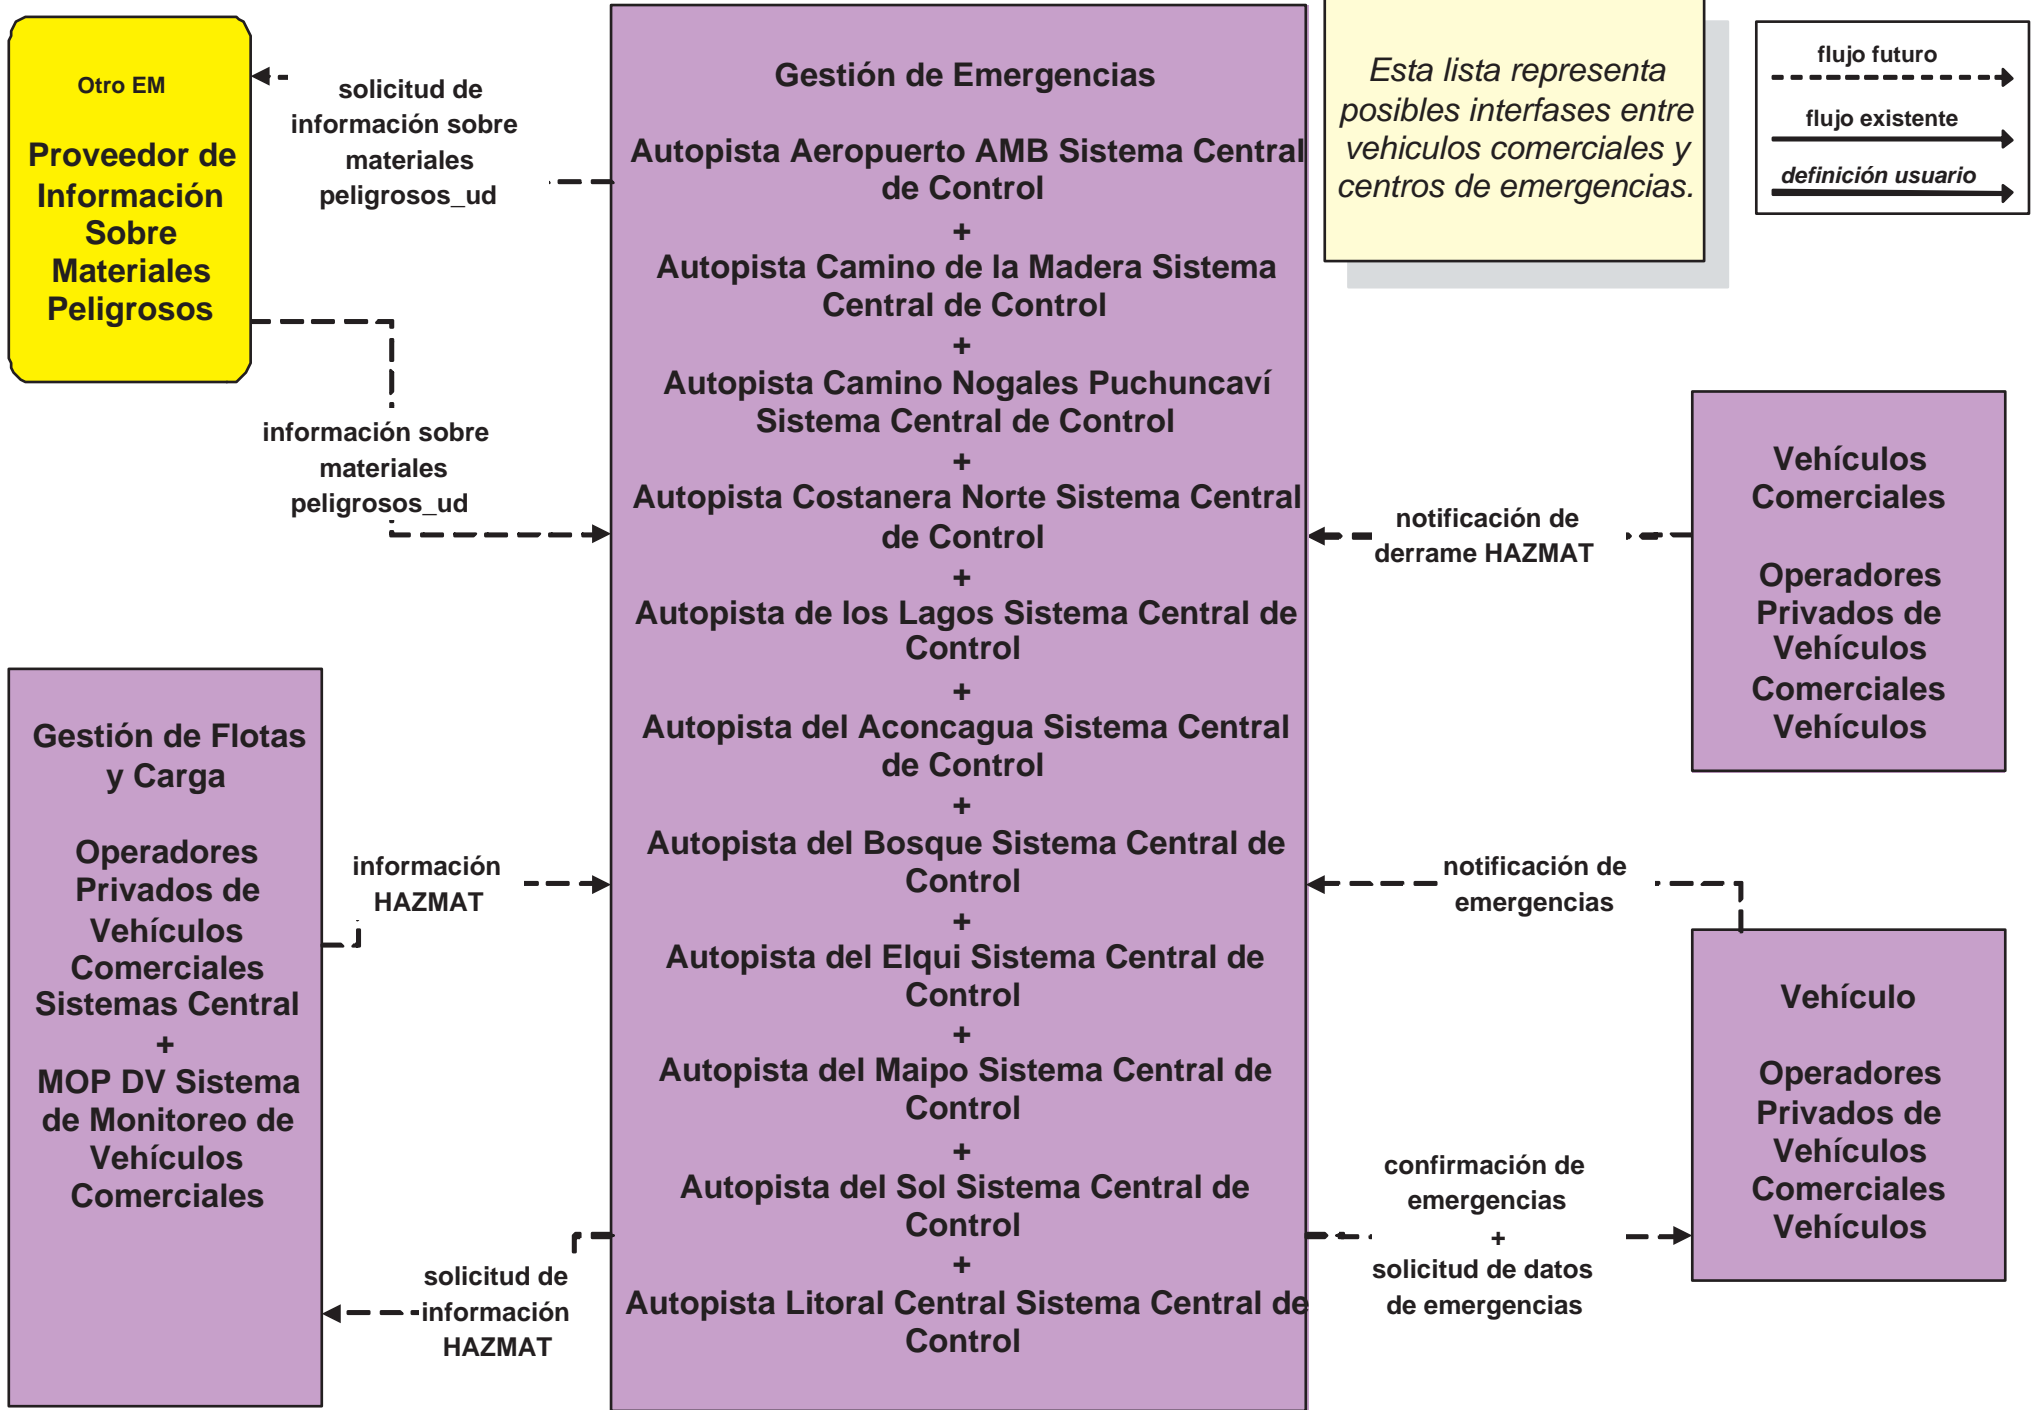 Otro EM
Proveedor de
Información
Sobre
Materiales
Peligrosos
solicitud de
información sobre
materiales
peligrosos_ud
información sobre
materiales
peligrosos_ud
Gestión de Flotas
y Carga
Operadores
Privados de
Vehículos
Comerciales
Sistemas Central
+
MOP DV Sistema
de Monitoreo de
Vehículos
Comerciales
información
HAZMAT
solicitud de
información
HAZMAT
Gestión de Emergencias
Autopista Aeropuerto AMB Sistema Central
de Control
+
Autopista Camino de la Madera Sistema
Central de Control
+
Autopista Camino Nogales Puchuncaví
Sistema Central de Control
+
Autopista Costanera Norte Sistema Central
de Control
+
Autopista de los Lagos Sistema Central de
Control
+
Autopista del Aconcagua Sistema Central
de Control
+
Autopista del Bosque Sistema Central de
Control
+
Autopista del Elqui Sistema Central de
Control
+
Autopista del Maipo Sistema Central de
Control
+
Autopista del Sol Sistema Central de
Control
+
Autopista Litoral Central Sistema Central de
Control
Esta lista representa
posibles interfases entre
vehiculos comerciales y
centros de emergencias.
flujo futuro
flujo existente
definición usuario
notificación de
derrame HAZMAT
Vehículos
Comerciales
Operadores
Privados de
Vehículos
Comerciales
Vehículos
notificación de
emergencias
confirmación de
emergencias
+
solicitud de datos
de emergencias
Vehículo
Operadores
Privados de
Vehículos
Comerciales
Vehículos